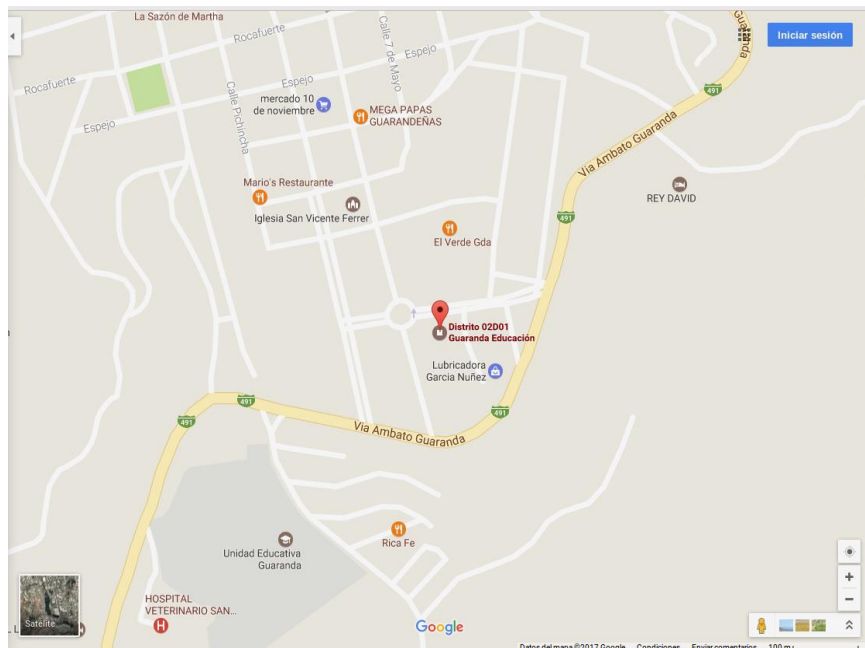 La Sazón de Martha
Rocafuerte
Calle 7 de Mayo
Guaranda
Iniciar sesión
Espejo
491
Rocafuerte
Espejo
mercado 10
de noviembre
MEGA PAPAS
GUARANDEÑAS
Calle Pichincha
Espejo
Via Ambato Guaranda
Mario's Restaurante
REY DAVID
Iglesia San Vicente Ferrer
491
El Verde Gda
Distrito 02D01
Guaranda Educación
Lubricadora
Garcia Nuñez
491
491
491
Via Ambato Guaranda
Rica Fe
Unidad Educativa
Guaranda
HOSPITAL
VETERINARIO SAN...
H
Satélite
Google
Datos del mapa ©2017 Google Condiciones Enviar comentarios 100 m